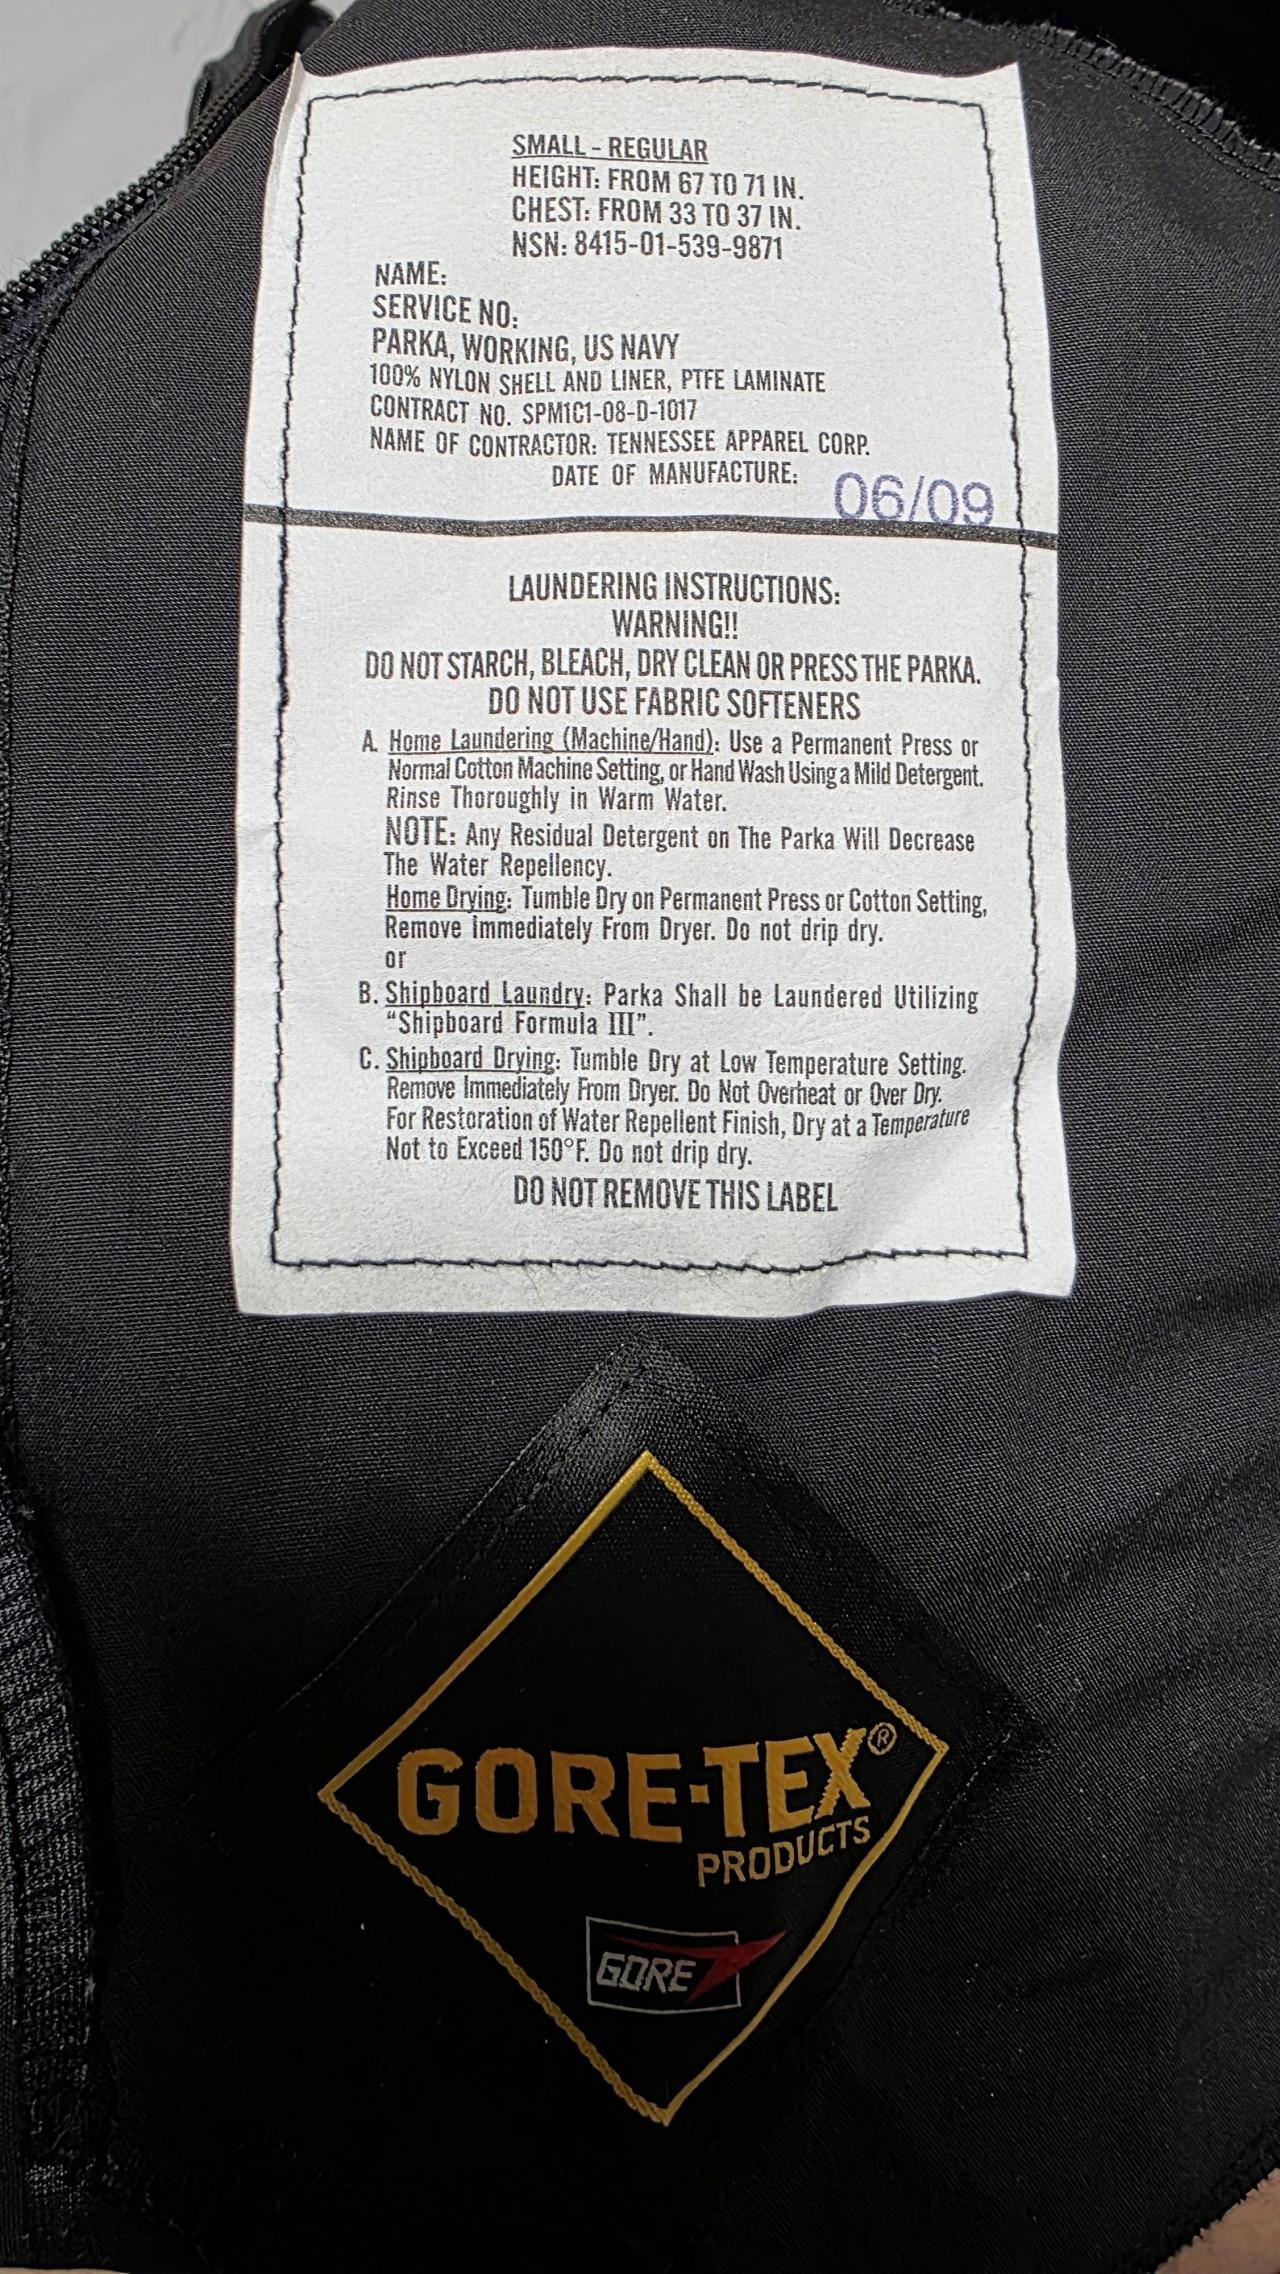 SMALL - REGULAR
HEIGHT: FROM 67 TO 71 IN.
CHEST: FROM 33 TO 37 IN.
NSN: 8415-01-539-9871
NAME:
SERVICE NO:
PARKA, WORKING, US NAVY
100% NYLON SHELL AND LINER, PTFE LAMINATE
CONTRACT NO. SPM1C1-08-D-1017
NAME OF CONTRACTOR: TENNESSEE APPAREL CORP.
DATE OF MANUFACTURE: 06/09
LAUNDERING INSTRUCTIONS:
WARNING!!
DO NOT STARCH, BLEACH, DRY CLEAN OR PRESS THE PARKA.
DO NOT USE FABRIC SOFTENERS
A. Home Laundering (Machine/Hand): Use a Permanent Press or
Normal Cotton Machine Setting, or Hand Wash Using a Mild Detergent.
Rinse Thoroughly in Warm Water.
NOTE: Any Residual Detergent on The Parka Will Decrease
The Water Repellency.
Home Drying: Tumble Dry on Permanent Press or Cotton Setting,
Remove Immediately From Dryer. Do not drip dry.
or
B. Shipboard Laundry: Parka Shall be Laundered Utilizing
"Shipboard Formula III".
C. Shipboard Drying: Tumble Dry at Low Temperature Setting.
Remove Immediately From Dryer. Do Not Overheat or Over Dry.
For Restoration of Water Repellent Finish, Dry at a Temperature
Not to Exceed 150°F. Do not drip dry.
DO NOT REMOVE THIS LABEL
GORE-TEX®
PRODUCTS
GORE